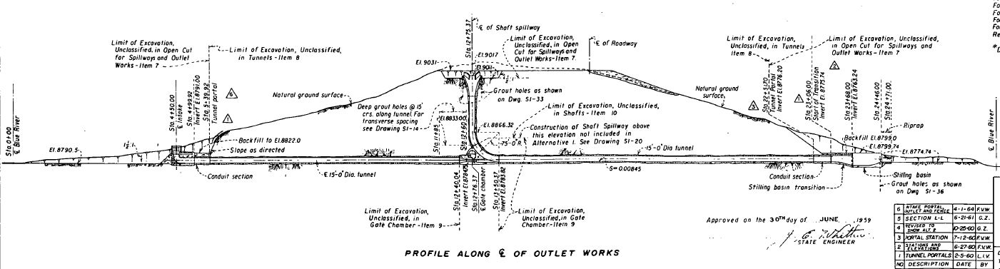 Limit of Excavation,
Unclassified, in Open Cut
for Spillways and Outlet
Works-Item 7
Limit of Excavation, Unclassified,
in Tunnels - Item 8
Sta. 12+75.37
℄ of Shaft spillway
Limit of Excavation,
Unclassified, in Open
Cut for Spillways and
Outlet Works-Item 7
℄ of Roadway
Limit of Excavation,
Unclassified, in Tunnels
Item 8
Limit of Excavation, Unclassified,
in Open Cut for Spillways and
Outlet Works-Item 7
El.9031
El.9017
El.9011
Sta. 0+00
℄ Blue River
El.8790.5
1½:1
Sta. 4+50.00
℄ Intake
Sta. 4+99.92
Invert El.8791.00
Sta. 5+39.92
Tunnel portal
6
1
Natural ground surface
Backfill to El.8822.0
Slope as directed
Conduit section
℄ 15'-0" Dia. tunnel
Deep grout holes @ 15'
crs. along tunnel. For
transverse spacing
see Drawing S1-14
El.8833.00
Sta. 11+85
Sta. 12+60
Grout holes as shown
on Dwg. S1-33
Limit of Excavation, Unclassified,
in Shafts - Item 10
El.8866.32
Construction of Shaft Spillway above
this elevation not included in
Alternative 1. See Drawing S1-20
75'-0" R.
15'-0" Dia tunnel
S=0.00845
Sta. 12+40.04
Sta. 12+76.37
℄ Gate chamber
Sta. 13+50.37
Invert El.8783.82
Limit of Excavation,
Unclassified, in
Gate Chamber-Item 9
Limit of Excavation,
Unclassified, in Gate
Chamber-Item 9
Natural ground
surface
3
Sta. 22+51.70
Tunnel Portal
Invert El.8776.20
1
Sta. 23+06.00
Start of Transition
Invert El. 8775.74
2
Sta. 23+68.00
Invert El.8763.24
Sta. 24+46.00
Sta. 24+71.00
Riprap
Backfill El.8799.0
El.8799.74
El.8774.74
℄ Blue River
Conduit section
Stilling basin transition
Stilling basin
Grout holes as shown
on Dwg S1-36
Approved on the 30TH day of JUNE, 1959
STATE ENGINEER
PROFILE ALONG ℄ OF OUTLET WORKS
6 INTAKE PORTAL, OUTLET AND FENCE 4-1-64 F.V.W.
5 SECTION L-L 6-21-61 G.Z.
4 REVISED TO SHOW ALT. 2 10-25-60 G.Z.
3 PORTAL STATION 7-12-60 F.V.W.
2 STATIONS AND ELEVATIONS 6-27-60 F.V.W.
1 TUNNEL PORTALS 2-5-60 L.I.V.
NO DESCRIPTION DATE BY